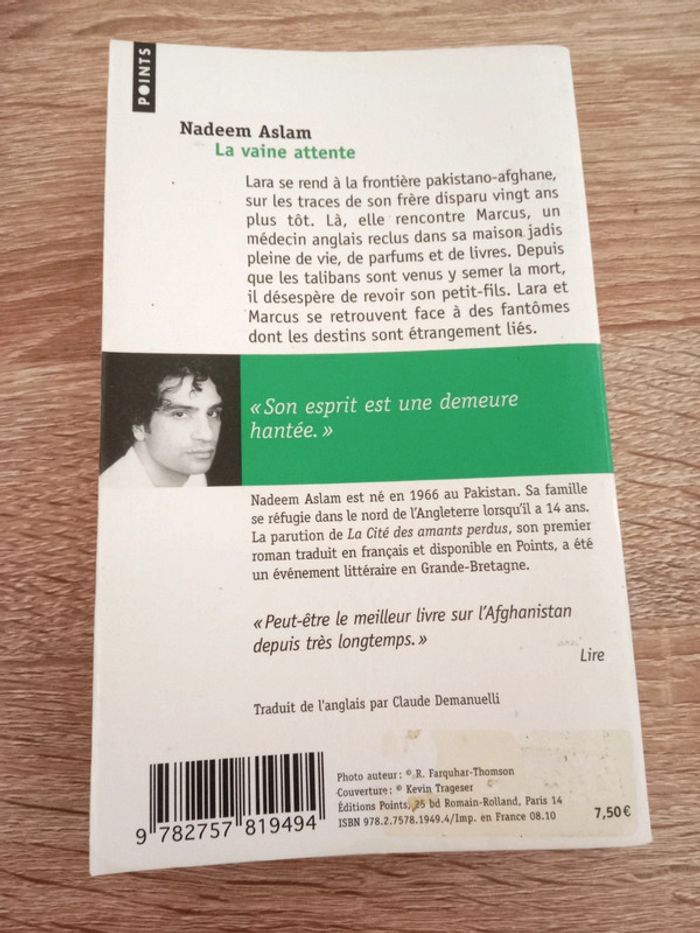 POINTS
Nadeem Aslam
La vaine attente
Lara se rend à la frontière pakistano-afghane,
sur les traces de son frère disparu vingt ans
plus tôt. Là, elle rencontre Marcus, un
médecin anglais reclus dans sa maison jadis
pleine de vie, de parfums et de livres. Depuis
que les talibans sont venus y semer la mort,
il désespère de revoir son petit-fils. Lara et
Marcus se retrouvent face à des fantômes
dont les destins sont étrangement liés.
« Son esprit est une demeure
hantée. »
Nadeem Aslam est né en 1966 au Pakistan. Sa famille
se réfugie dans le nord de l'Angleterre lorsqu'il a 14 ans.
La parution de La Cité des amants perdus, son premier
roman traduit en français et disponible en Points, a été
un événement littéraire en Grande-Bretagne.
« Peut-être le meilleur livre sur l'Afghanistan
depuis très longtemps. »
Lire
Traduit de l'anglais par Claude Demanuelli
Photo auteur : © R. Farquhar-Thomson
Couverture : © Kevin Trageser
Éditions Points, 25 bd Romain-Rolland, Paris 14
ISBN 978.2.7578.1949.4/Imp. en France 08.10
7,50 €
9 782757 819494